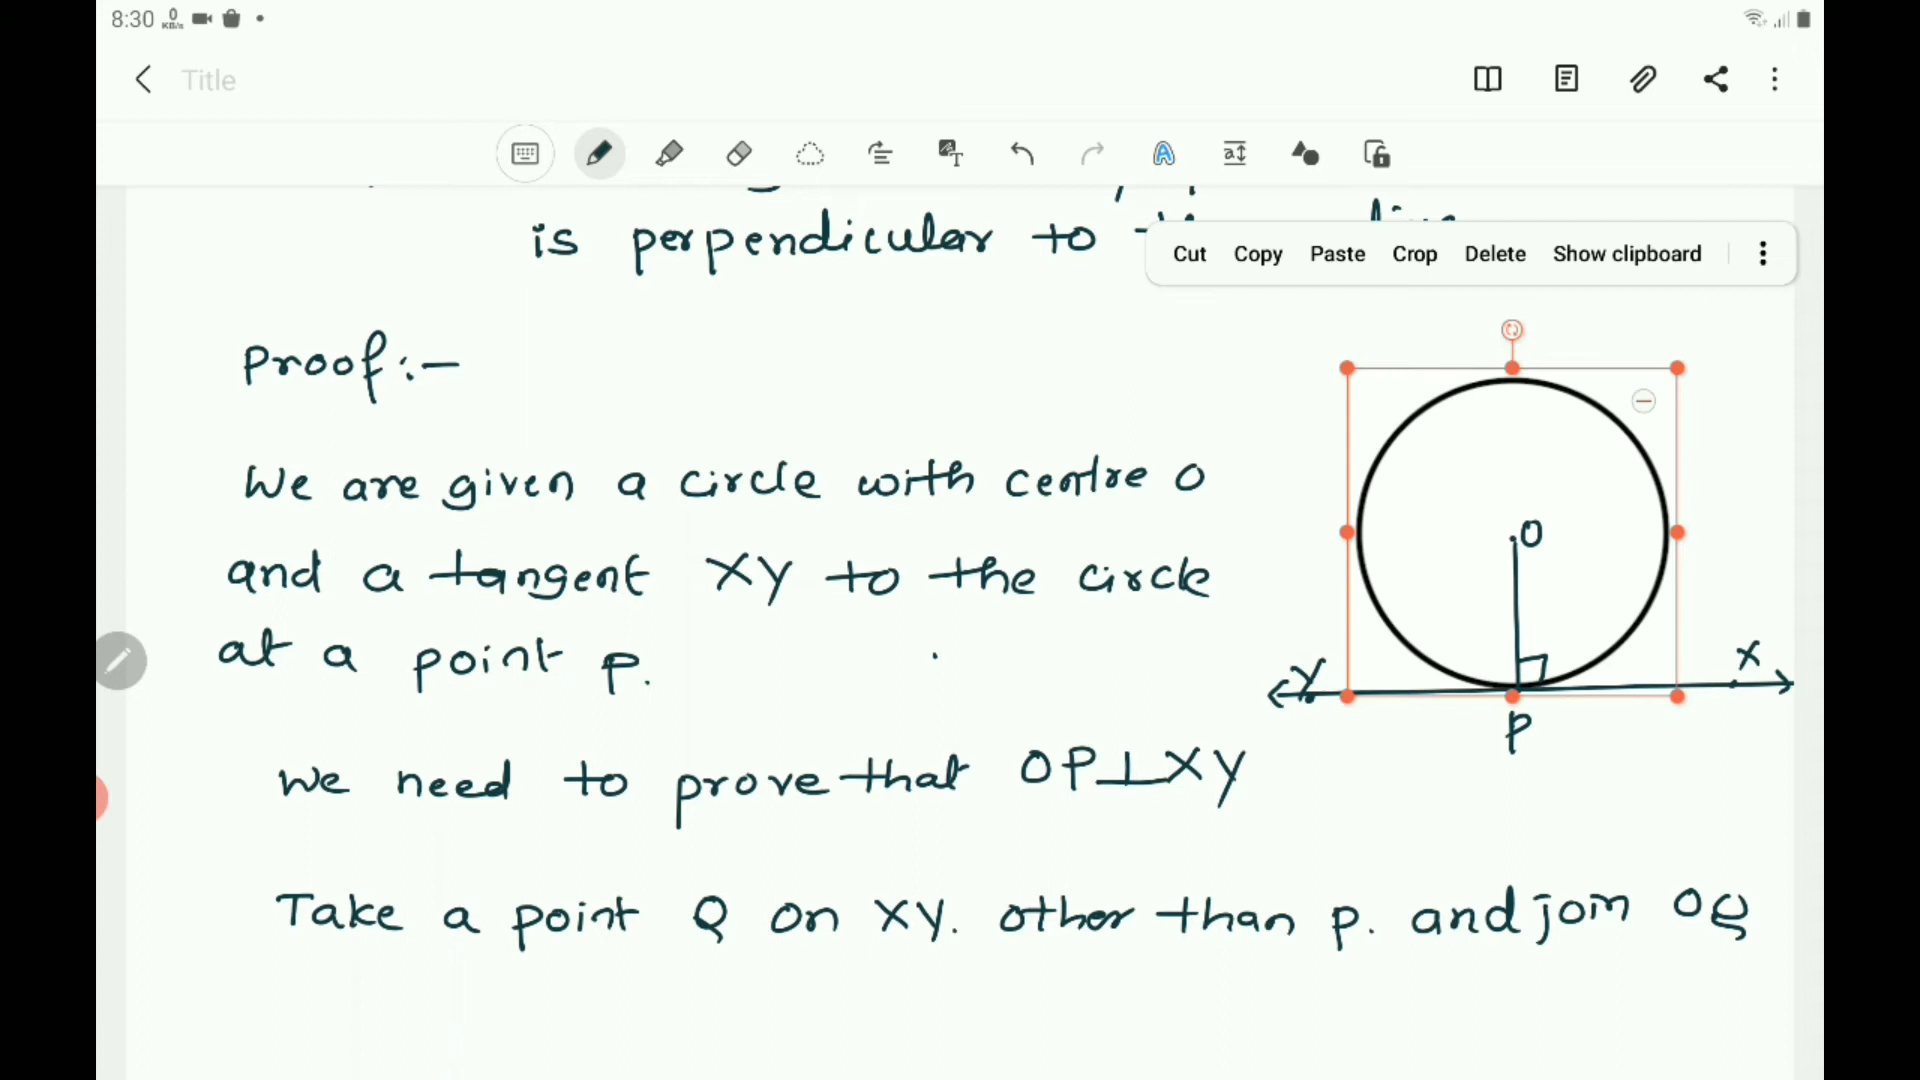 8:30 0 KB/s
Title
is perpendicular to
Cut Copy Paste Crop Delete Show clipboard
Proof:-
We are given a circle with centre O
and a tangent XY to the circle
at a point P.
O
Y
X
P
We need to prove that OP⊥XY
Take a point Q on XY. other than P. and join OQ